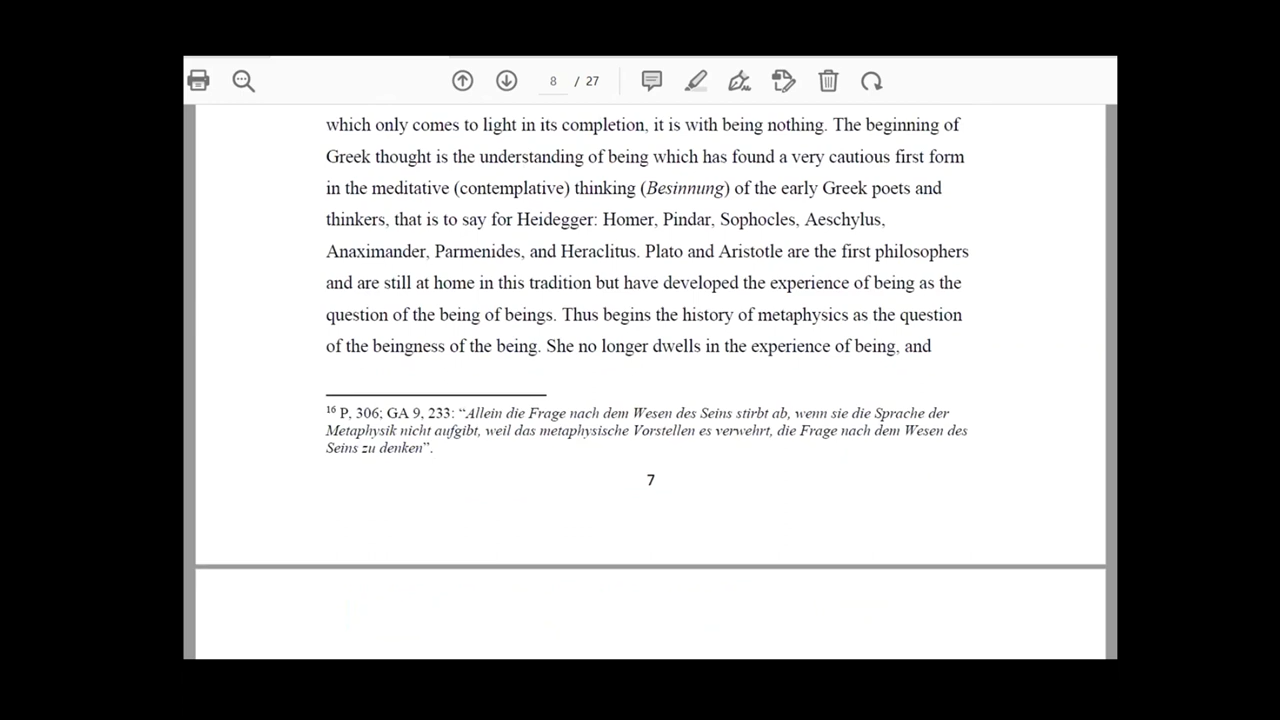 8 / 27
which only comes to light in its completion, it is with being nothing. The beginning of
Greek thought is the understanding of being which has found a very cautious first form
in the meditative (contemplative) thinking (Besinnung) of the early Greek poets and
thinkers, that is to say for Heidegger: Homer, Pindar, Sophocles, Aeschylus,
Anaximander, Parmenides, and Heraclitus. Plato and Aristotle are the first philosophers
and are still at home in this tradition but have developed the experience of being as the
question of the being of beings. Thus begins the history of metaphysics as the question
of the beingness of the being. She no longer dwells in the experience of being, and
16 P, 306; GA 9, 233: “Allein die Frage nach dem Wesen des Seins stirbt ab, wenn sie die Sprache der
Metaphysik nicht aufgibt, weil das metaphysische Vorstellen es verwehrt, die Frage nach dem Wesen des
Seins zu denken”.
7